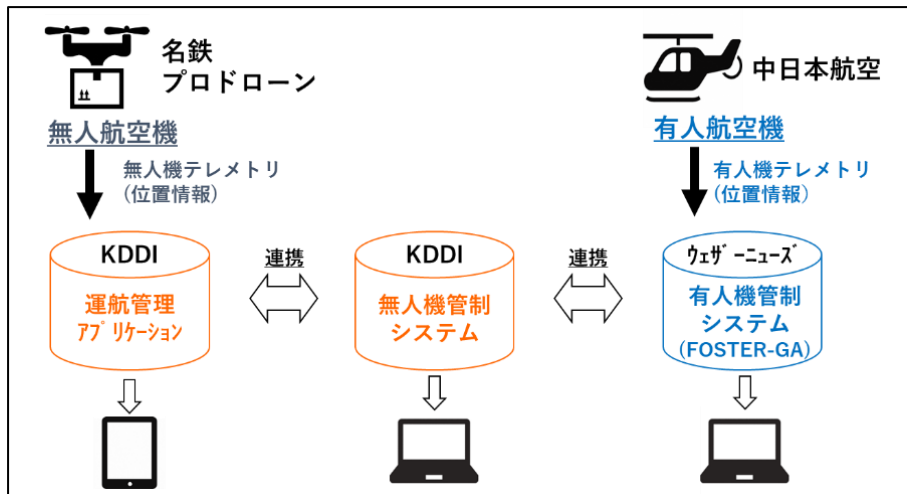 名鉄
プロドローン
無人航空機
無人機テレメトリ
(位置情報)
中日本航空
有人航空機
有人機テレメトリ
(位置情報)
KDDI
運航管理
ｱﾌﾟﾘｹｰｼｮﾝ
連携
KDDI
無人機管制
システム
連携
ｳｪｻﾞｰﾆｭｰｽﾞ
有人機管制
システム
(FOSTER-GA)